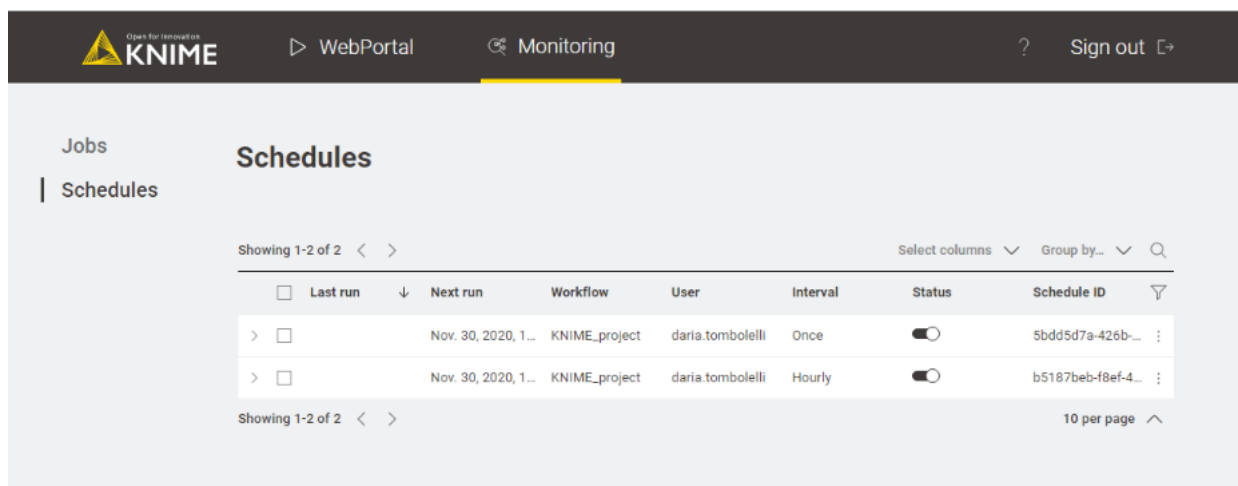 Open for Innovation
KNIME
WebPortal
Monitoring
?
Sign out
Jobs
Schedules
Schedules
Showing 1-2 of 2
Select columns
Group by...
Last run Next run Workflow User Interval Status Schedule ID
Nov. 30, 2020, 1... KNIME_project daria.tombolelli Once 5bdd5d7a-426b-...
Nov. 30, 2020, 1... KNIME_project daria.tombolelli Hourly b5187beb-f8ef-4...
Showing 1-2 of 2
10 per page